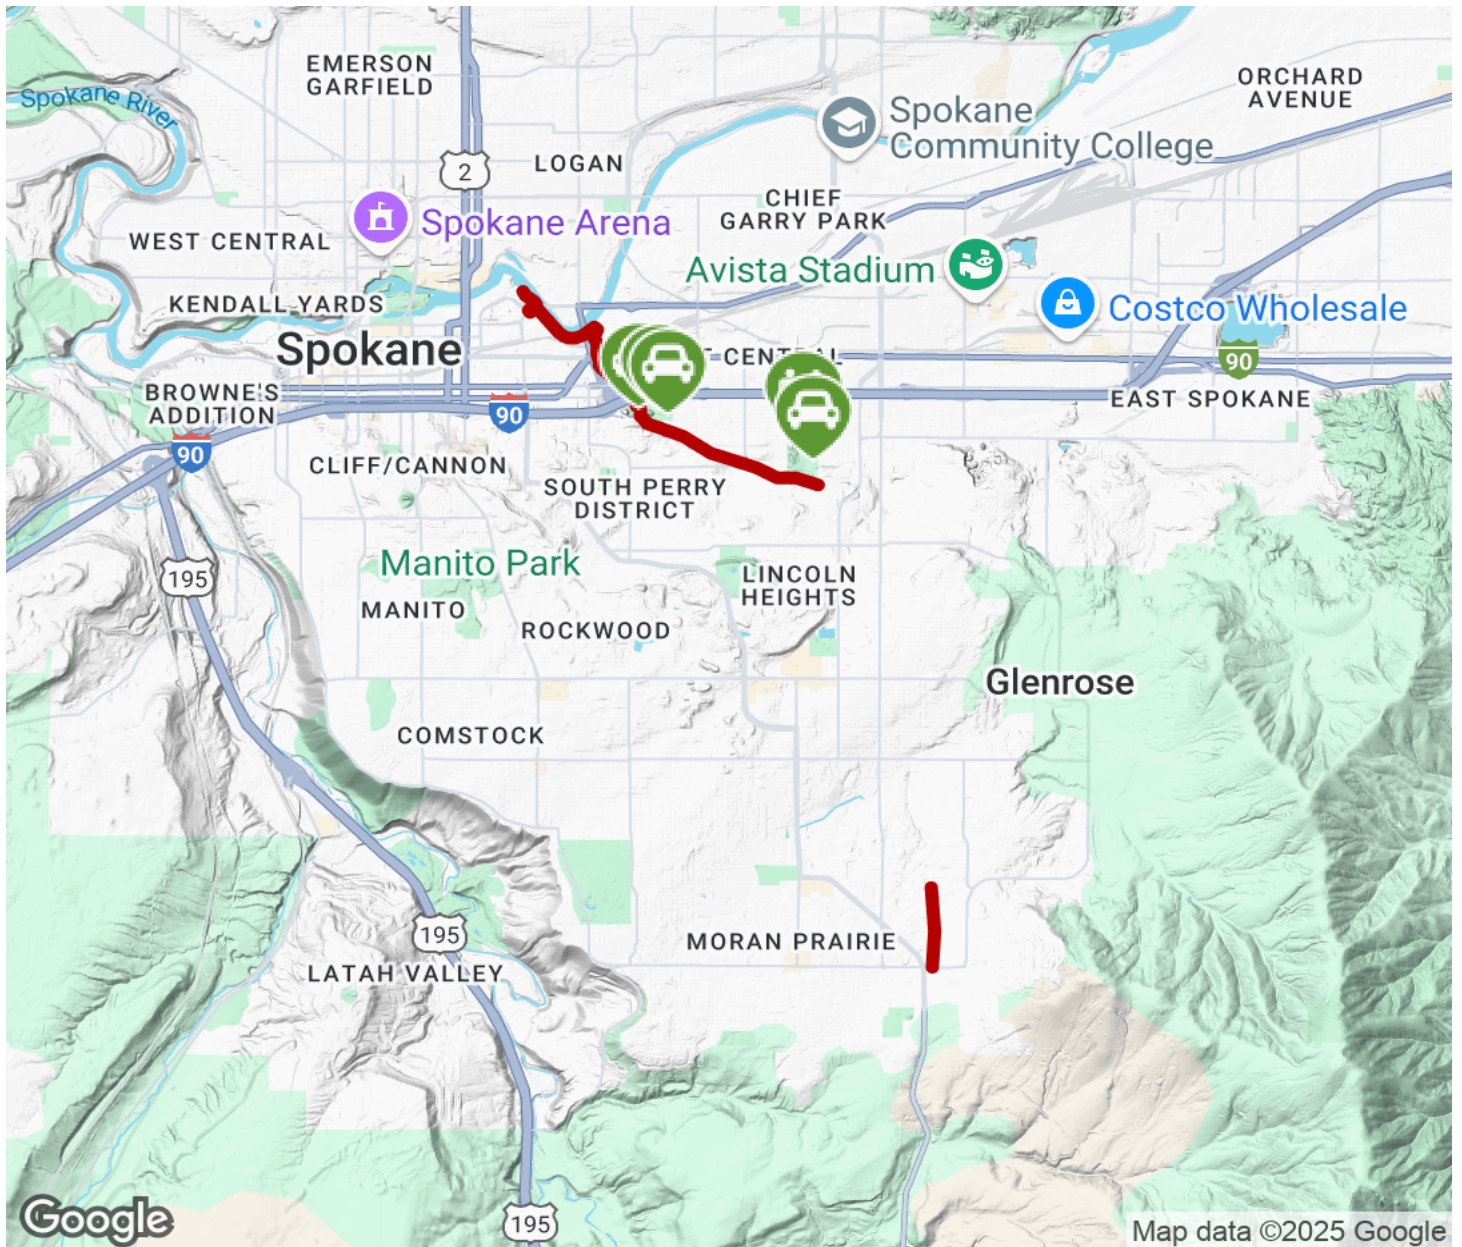 EMERSON
GARFIELD
ORCHARD
AVENUE
Spokane River
Spokane
Community College
2
LOGAN
CHIEF
GARRY PARK
Spokane Arena
WEST CENTRAL
Avista Stadium
KENDALL YARDS
Costco Wholesale
Spokane
CENTRAL
90
BROWNE'S
ADDITION
90
EAST SPOKANE
90
CLIFF/CANNON
SOUTH PERRY
DISTRICT
Manito Park
195
LINCOLN
HEIGHTS
MANITO
ROCKWOOD
Glenrose
COMSTOCK
195
MORAN PRAIRIE
LATAH VALLEY
195
Google
Map data ©2025 Google